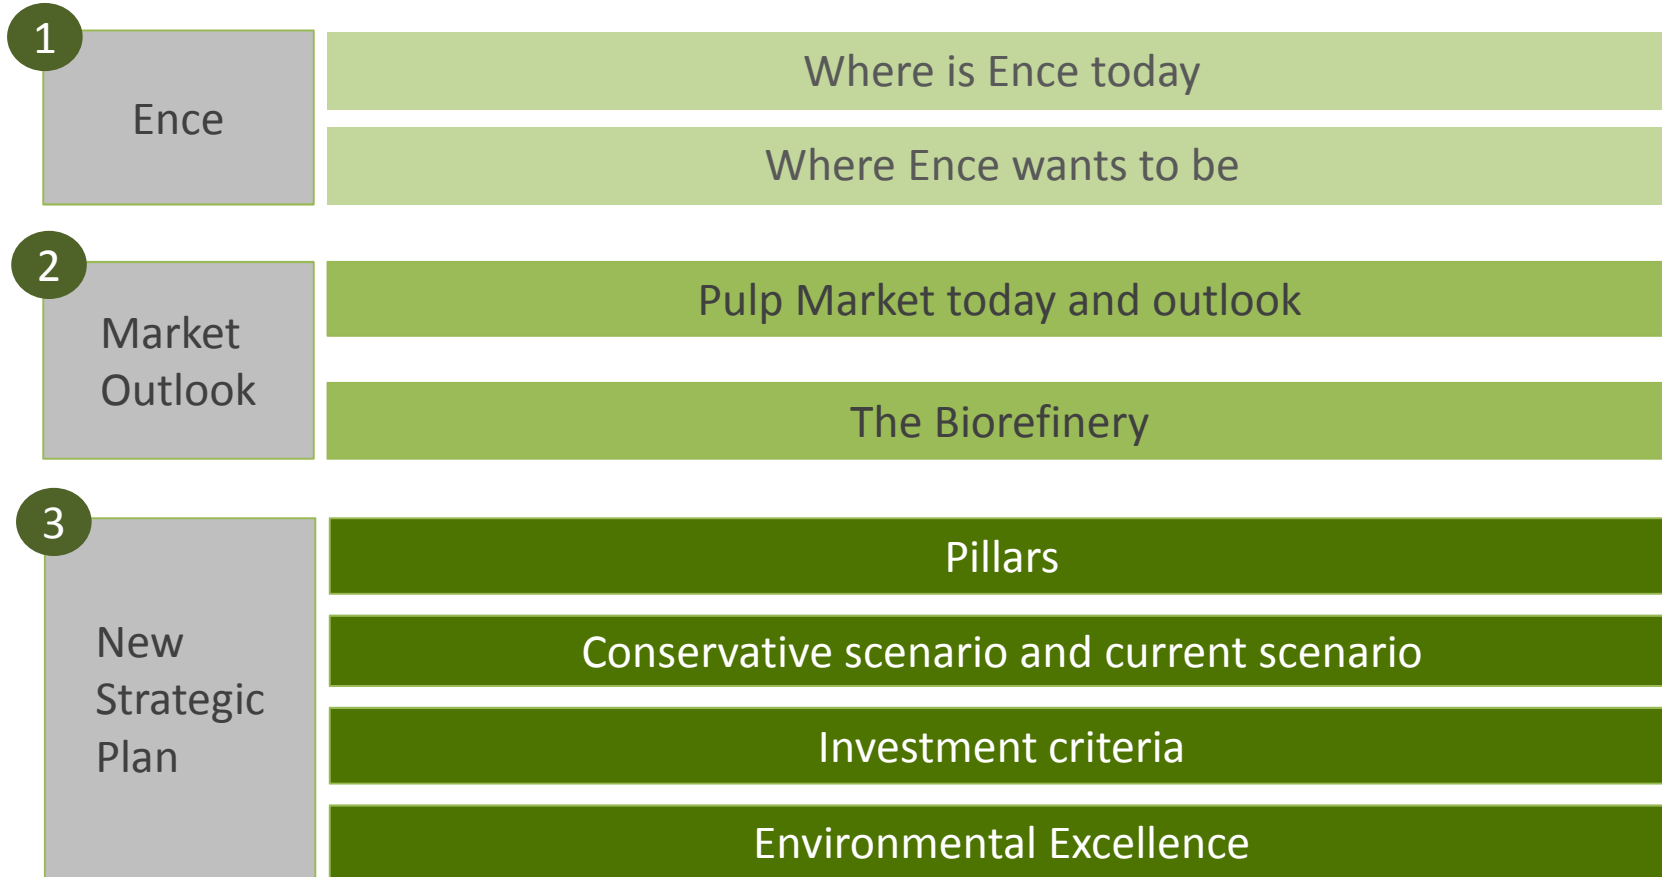 1
Ence
Where is Ence today
Where Ence wants to be
2
Market
Outlook
Pulp Market today and outlook
The Biorefinery
3
New
Strategic
Plan
Pillars
Conservative scenario and current scenario
Investment criteria
Environmental Excellence